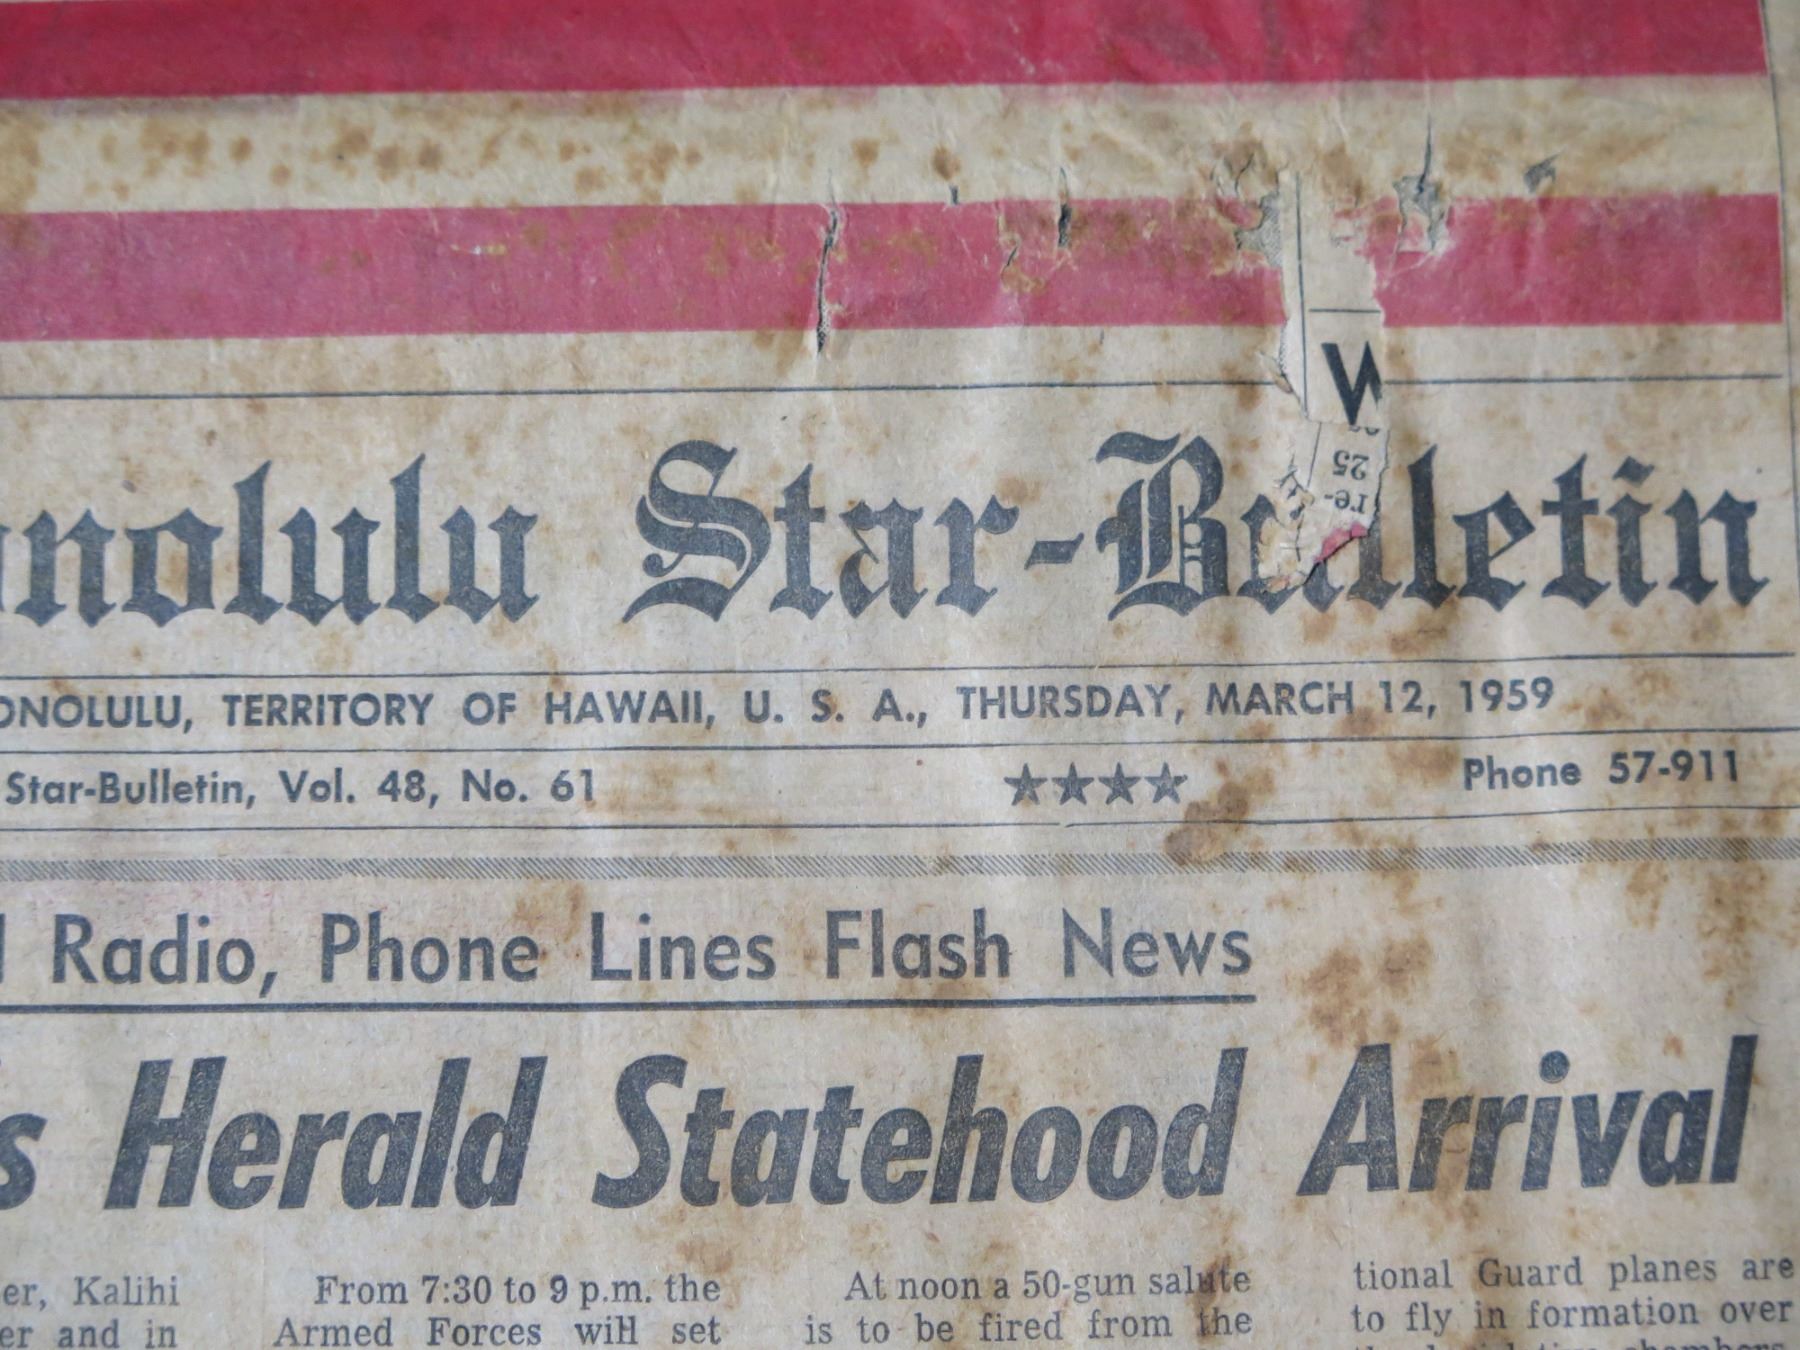 W
25
re-
nolulu Star-Bulletin
ONOLULU, TERRITORY OF HAWAII, U. S. A., THURSDAY, MARCH 12, 1959
Star-Bulletin, Vol. 48, No. 61 ★★★★ Phone 57-911
Radio, Phone Lines Flash News
s Herald Statehood Arrival
er, Kalihi
er and in
From 7:30 to 9 p.m. the
Armed Forces will set
At noon a 50-gun salute
is to be fired from the
tional Guard planes are
to fly in formation over